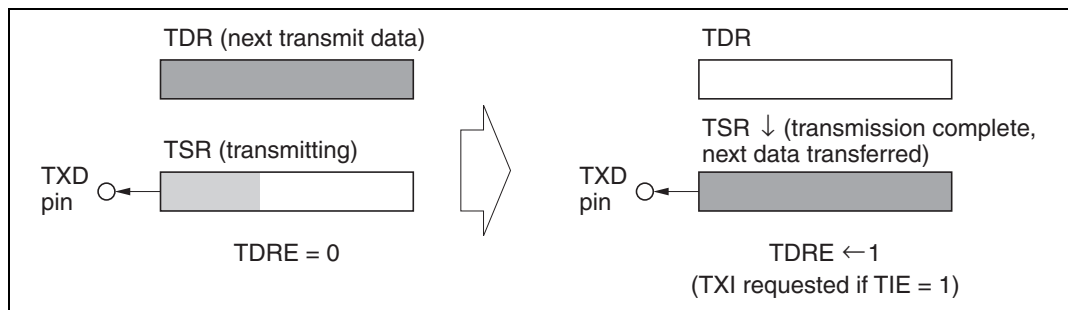 TDR (next transmit data)
TSR (transmitting)
TXD
pin
TDRE = 0
TDR
TSR ↓ (transmission complete,
next data transferred)
TXD
pin
TDRE ←1
(TXI requested if TIE = 1)